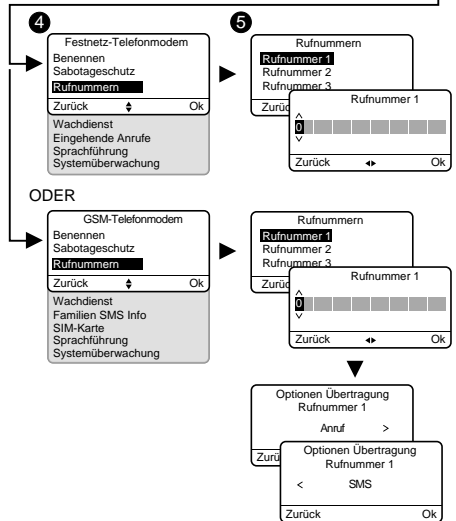 4
Festnetz-Telefonmodem
Benennen
Sabotageschutz
Rufnummern
Zurück Ok
Wachdienst
Eingehende Anrufe
Sprachführung
Systemüberwachung
5
Rufnummern
Rufnummer 1
Rufnummer 2
Rufnummer 3
Zurüc
Rufnummer 1
0
Zurück Ok
ODER
GSM-Telefonmodem
Benennen
Sabotageschutz
Rufnummern
Zurück Ok
Wachdienst
Familien SMS Info
SIM-Karte
Sprachführung
Systemüberwachung
Rufnummern
Rufnummer 1
Rufnummer 2
Rufnummer 3
Zurüc
Rufnummer 1
0
Zurück Ok
Optionen Übertragung
Rufnummer 1
Anruf >
Zurü
Optionen Übertragung
Rufnummer 1
< SMS
Zurück Ok